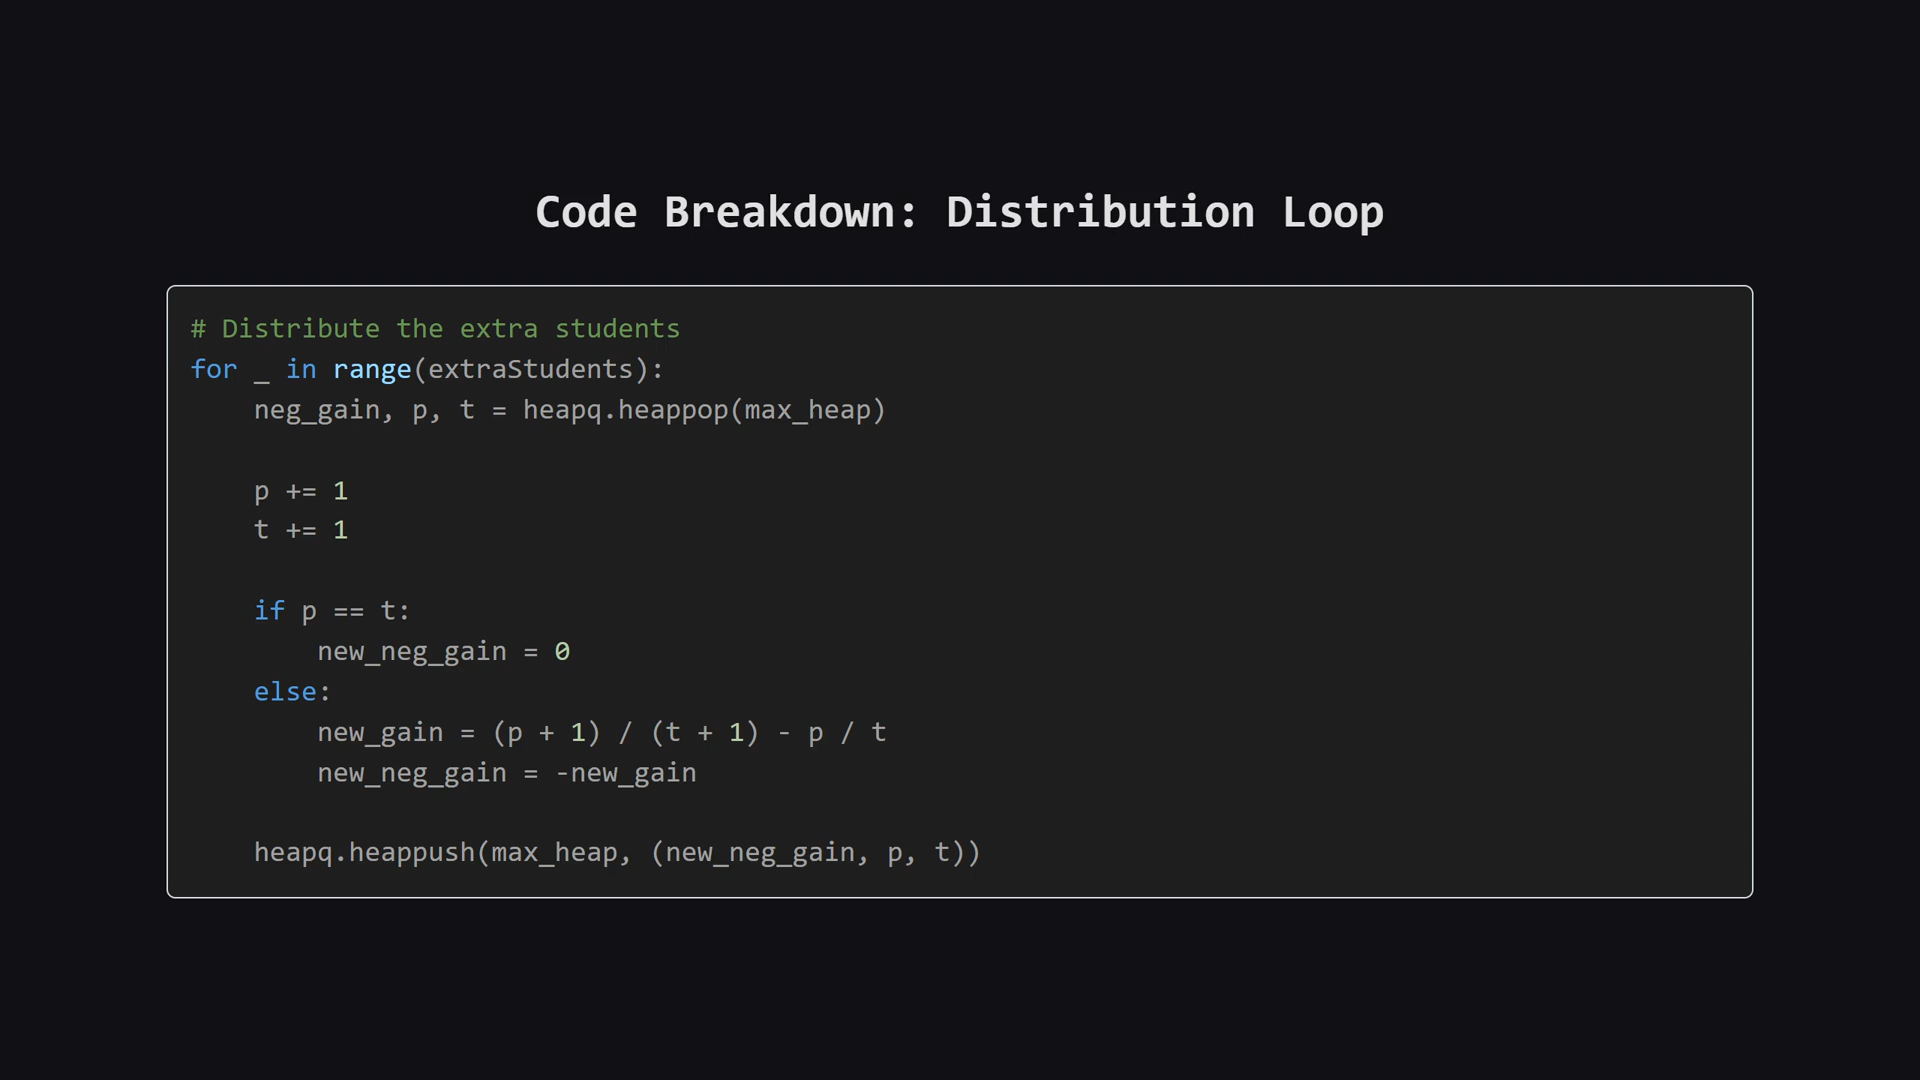 Code Breakdown: Distribution Loop
# Distribute the extra students
for _ in range(extraStudents):
    neg_gain, p, t = heapq.heappop(max_heap)
    p += 1
    t += 1
    if p == t:
        new_neg_gain = 0
    else:
        new_gain = (p + 1) / (t + 1) - p / t
        new_neg_gain = -new_gain
    heapq.heappush(max_heap, (new_neg_gain, p, t))